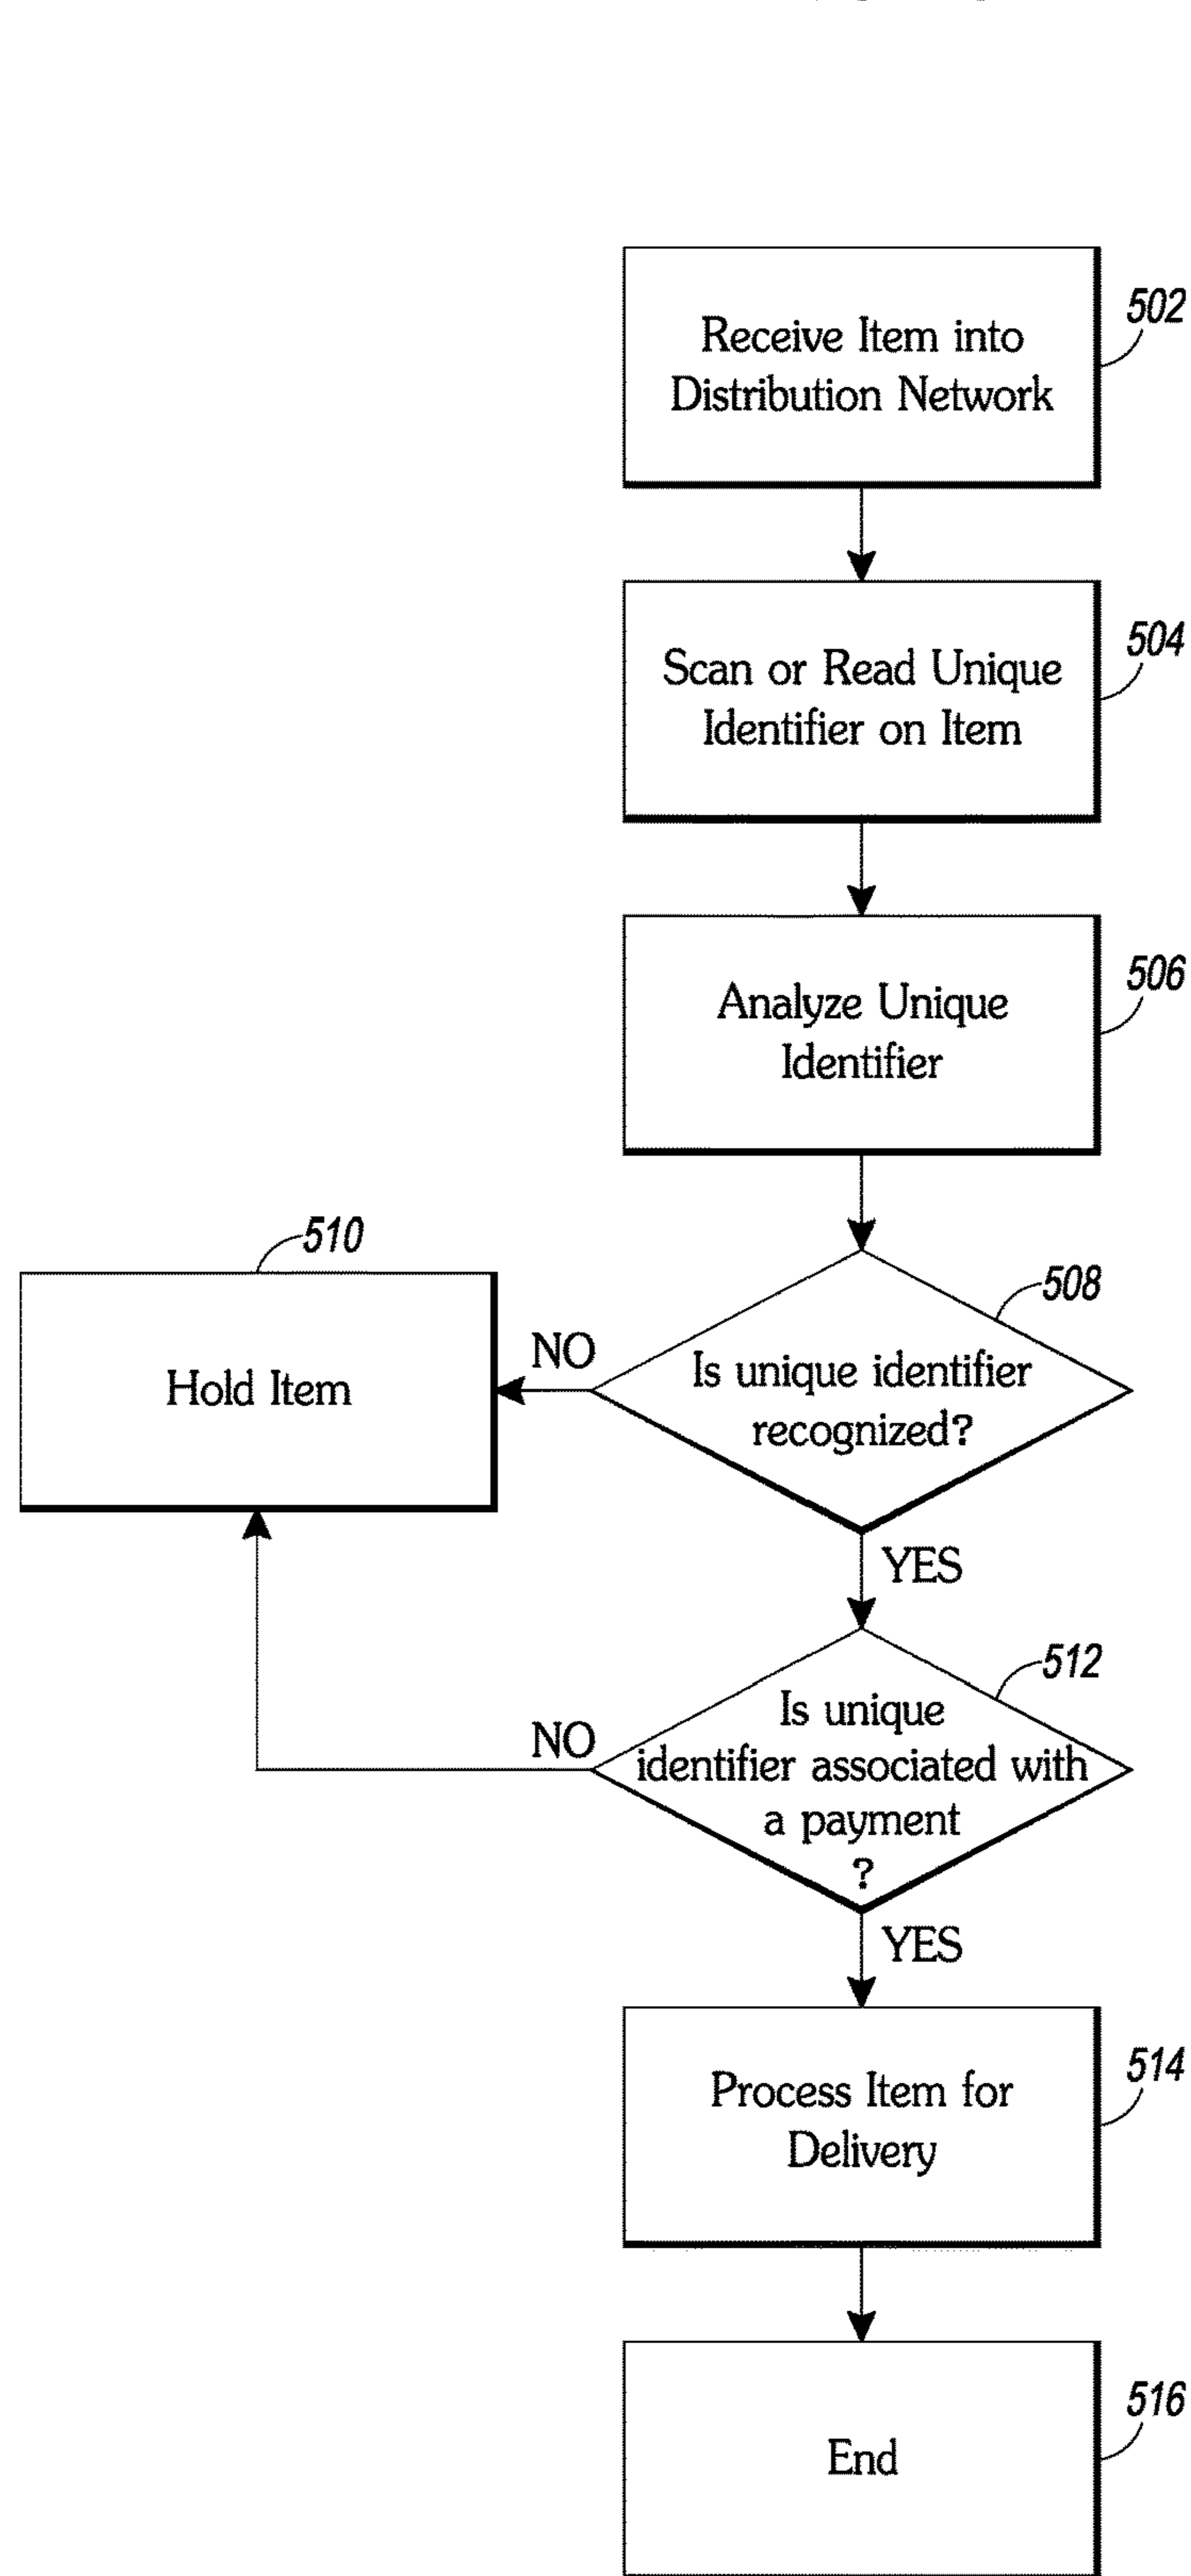 502
Receive Item into
Distribution Network
504
Scan or Read Unique
Identifier on Item
506
Analyze Unique
Identifier
510
Hold Item
NO
508
Is unique identifier
recognized?
YES
512
NO
Is unique
identifier associated with
a payment
?
YES
514
Process Item for
Delivery
516
End